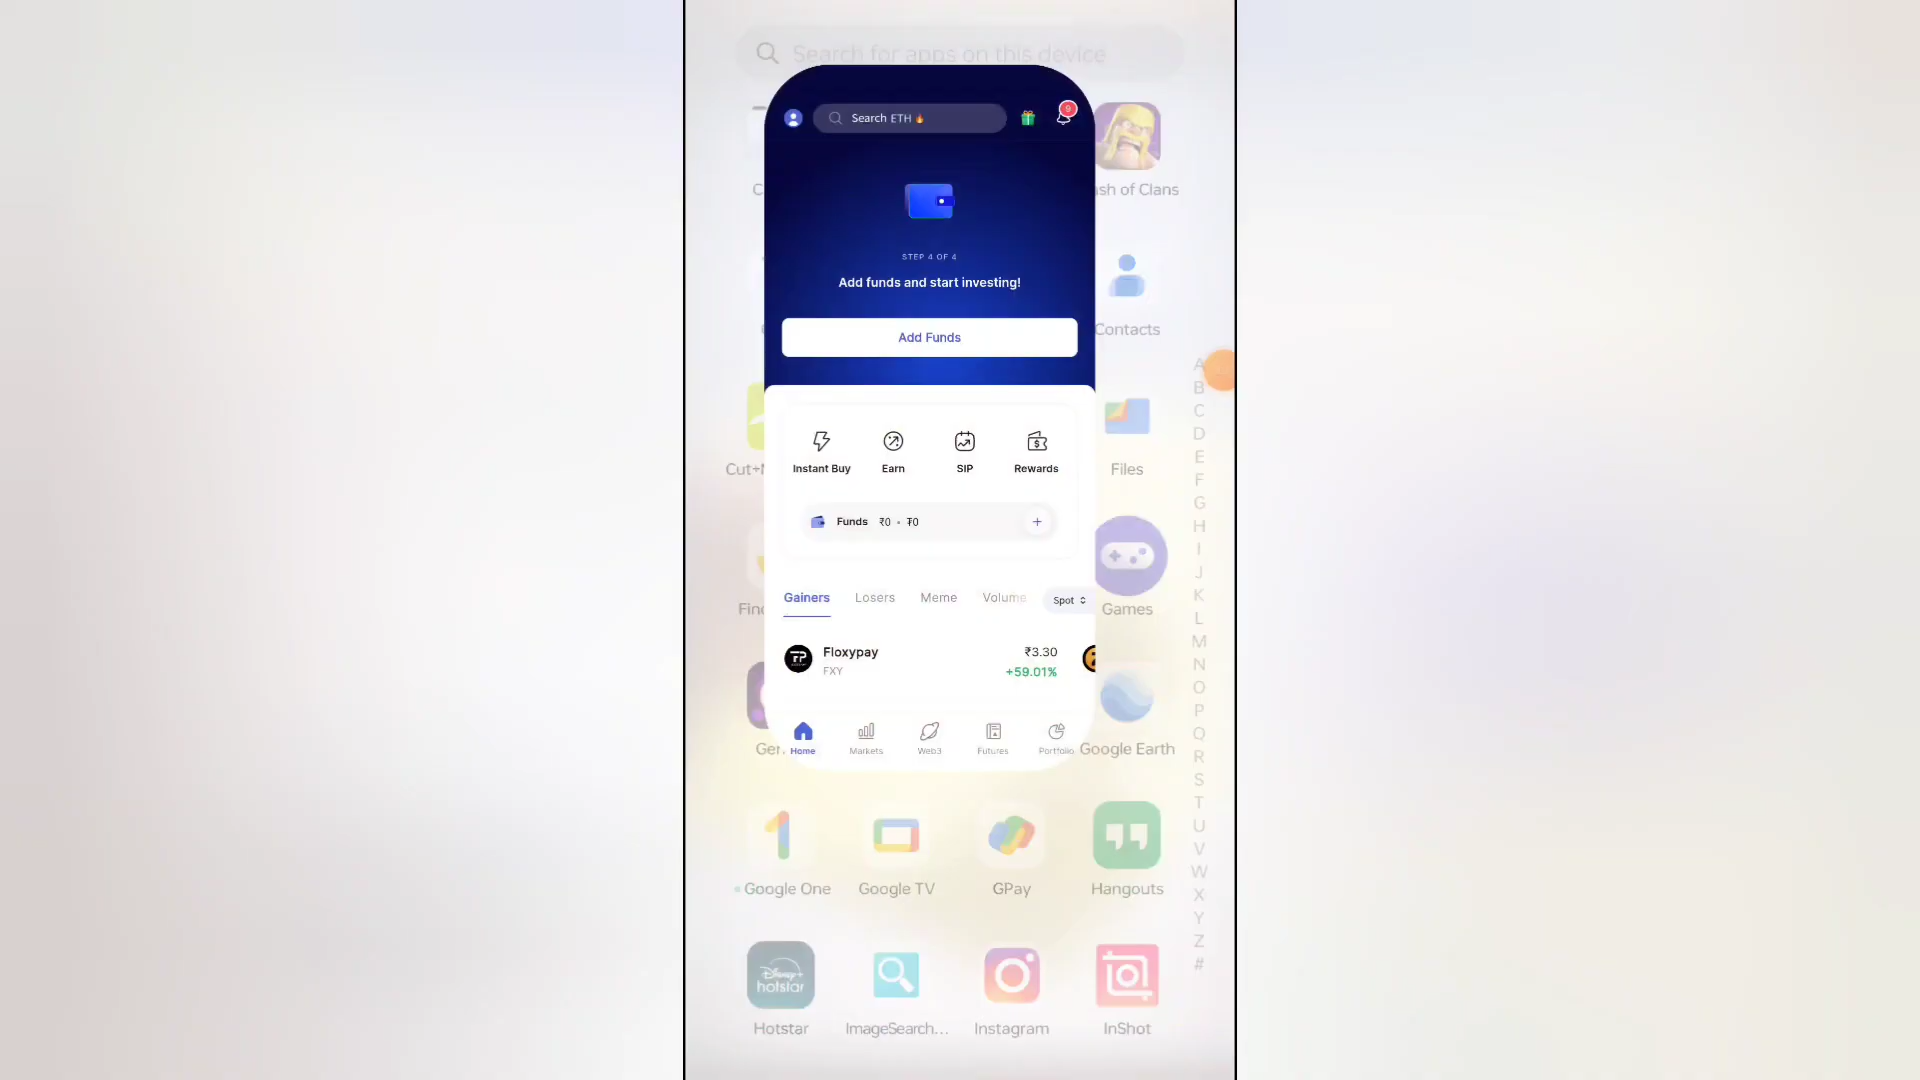 Search for apps on this device
Search ETH 🔥
9
sh of Clans
STEP 4 OF 4
Add funds and start investing!
Add Funds
Contacts
Instant Buy
Earn
SIP
Rewards
Cut+
Files
Funds ₹0 • ₮0
Gainers
Losers
Meme
Volume
Spot
Games
Floxypay
FXY
₹3.30
+59.01%
Home
Markets
Web3
Futures
Portfolio
Google Earth
Google One
Google TV
GPay
Hangouts
Disney+
hotstar
Hotstar
ImageSearch...
Instagram
InShot
A
B
C
D
E
F
G
H
I
J
K
L
M
N
O
P
Q
R
S
T
U
V
W
X
Y
Z
#